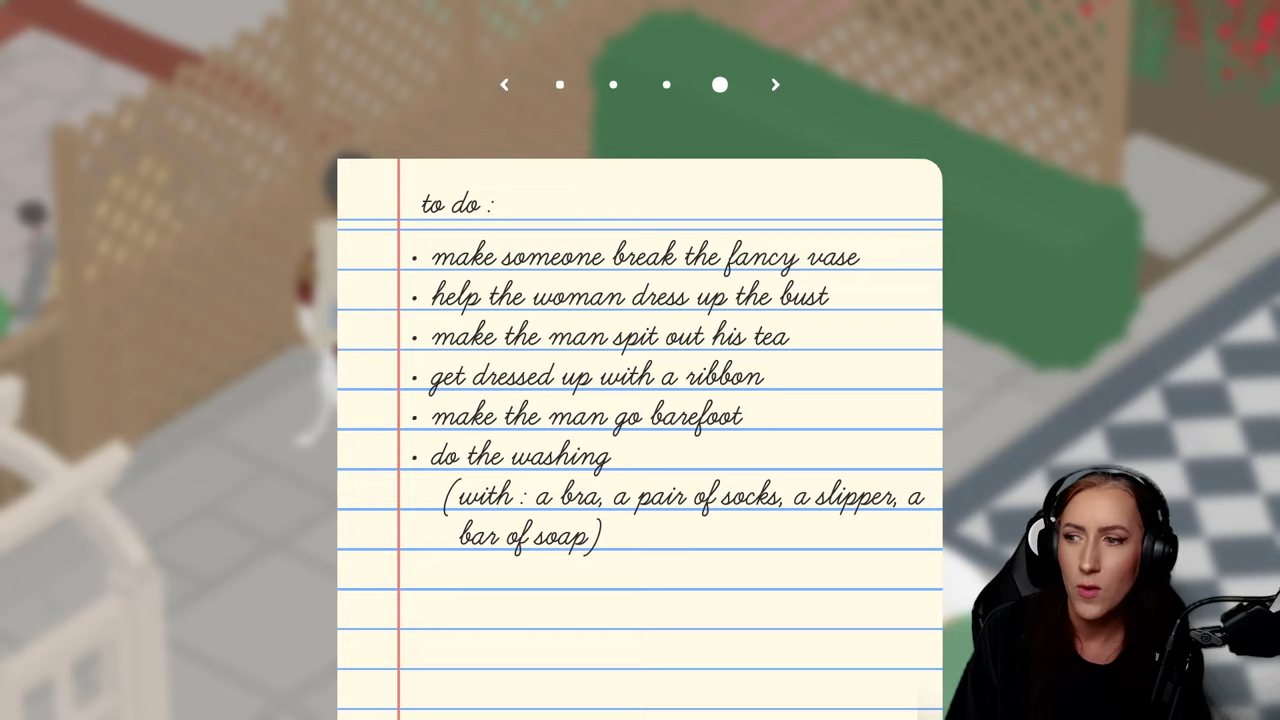 to do :
• make someone break the fancy vase
• help the woman dress up the bust
• make the man spit out his tea
• get dressed up with a ribbon
• make the man go barefoot
• do the washing
(with : a bra, a pair of socks, a slipper, a
bar of soap)